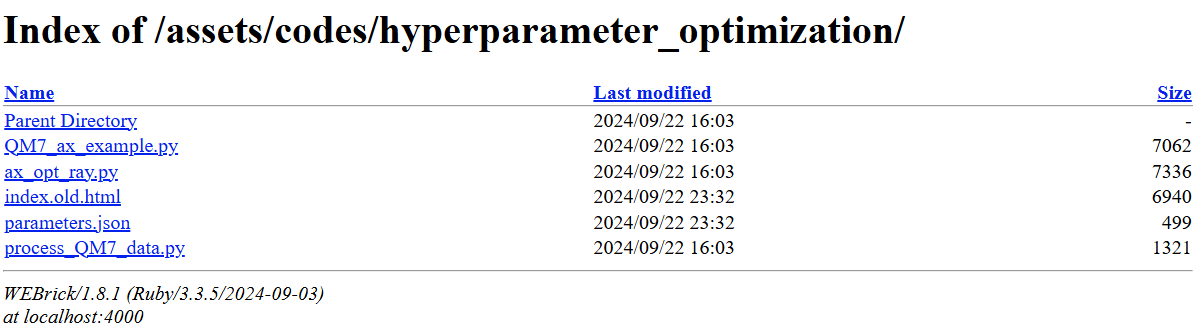 Index of /assets/codes/hyperparameter_optimization/
Name Last modified Size
Parent Directory 2024/09/22 16:03 -
QM7_ax_example.py 2024/09/22 16:03 7062
ax_opt_ray.py 2024/09/22 16:03 7336
index.old.html 2024/09/22 23:32 6940
parameters.json 2024/09/22 23:32 499
process_QM7_data.py 2024/09/22 16:03 1321
WEBrick/1.8.1 (Ruby/3.3.5/2024-09-03)
at localhost:4000